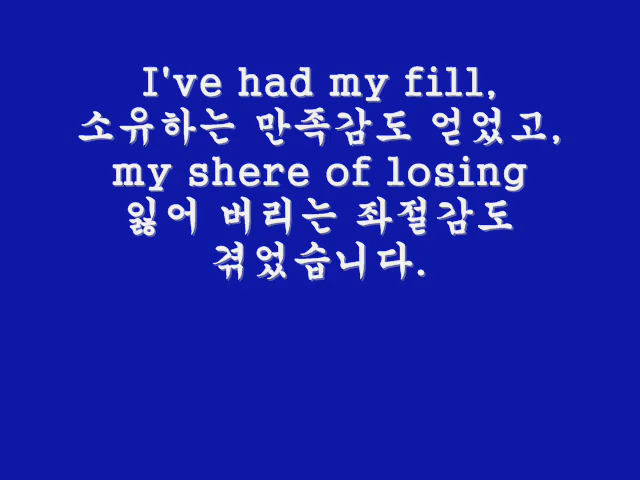 I've had my fill,
소유하는 만족감도 얻었고,
my shere of losing
잃어 버리는 좌절감도
겪었습니다.